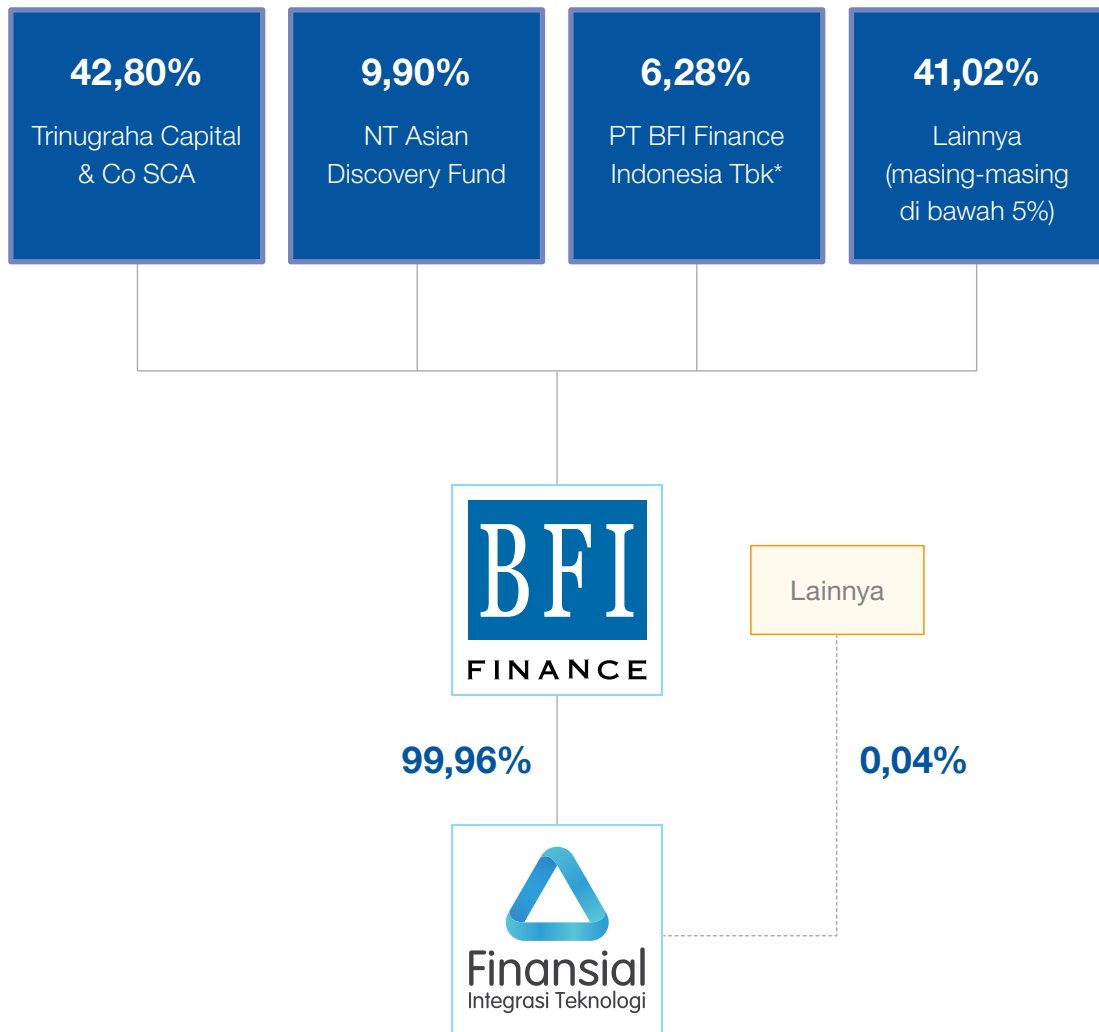 42,80%
Trinugraha Capital
& Co SCA
9,90%
NT Asian
Discovery Fund
6,28%
PT BFI Finance
Indonesia Tbk*
41,02%
Lainnya
(masing-masing
di bawah 5%)
BFI
FINANCE
Lainnya
99,96%
0,04%
Finansial
Integrasi Teknologi